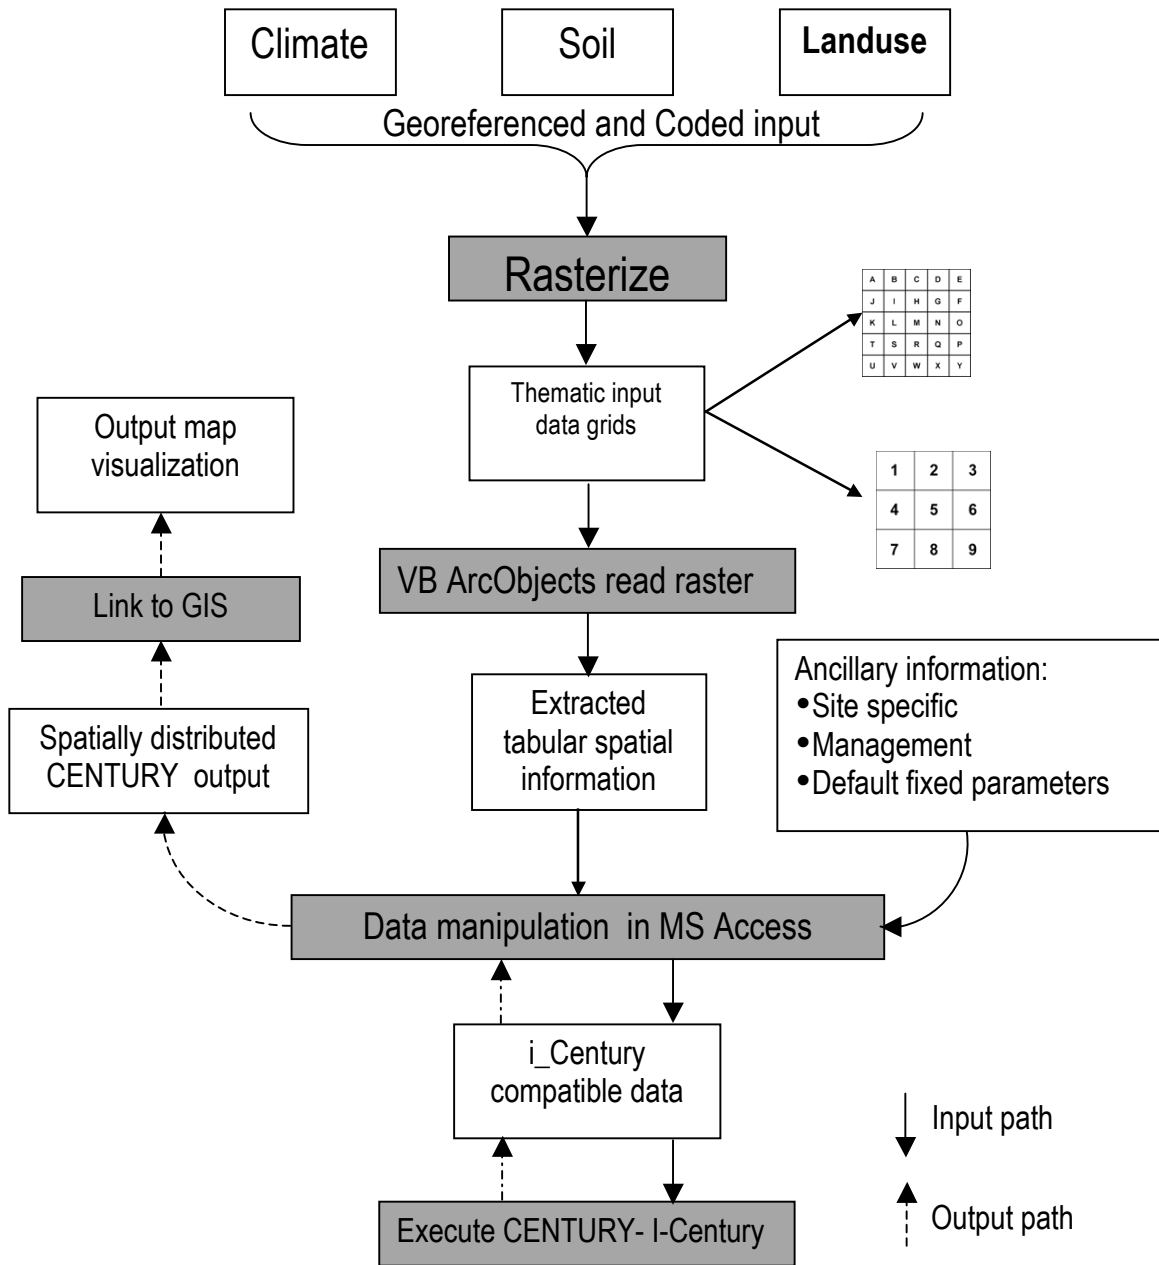 Climate
Soil
Landuse
Georeferenced and Coded input
Rasterize
A B C D E
J I H G F
K L M N O
T S R Q P
U V W X Y
Thematic input
data grids
Output map
visualization
1 2 3
4 5 6
7 8 9
VB ArcObjects read raster
Link to GIS
Ancillary information:
•Site specific
•Management
•Default fixed parameters
Extracted
tabular spatial
information
Spatially distributed
CENTURY output
Data manipulation in MS Access
i_Century
compatible data
Input path
Output path
Execute CENTURY- I-Century